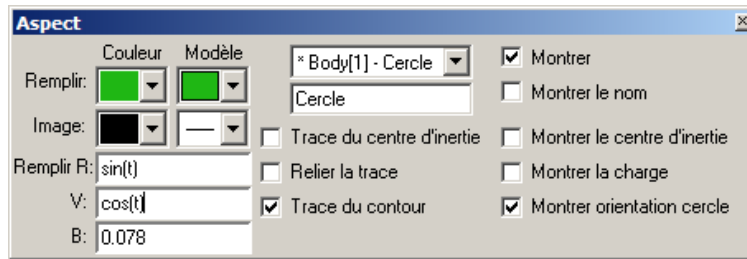 Aspect
Couleur Modèle
Remplir:
Image:
Remplir R: sin(t)
V: cos(t)
B: 0.078
* Body[1] - Cercle
Cercle
Trace du centre d'inertie
Relier la trace
Trace du contour
Montrer
Montrer le nom
Montrer le centre d'inertie
Montrer la charge
Montrer orientation cercle